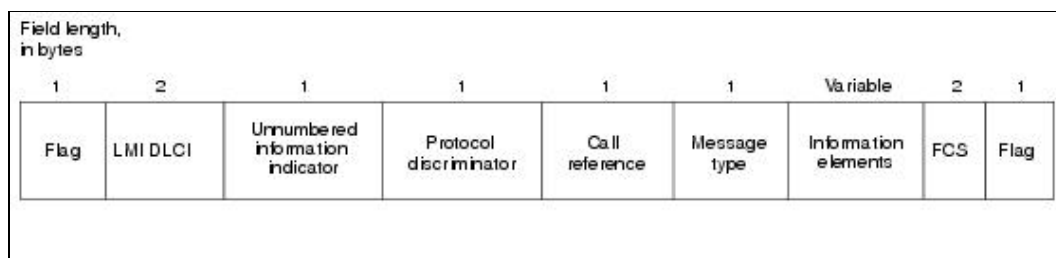 Field length,
in bytes
1 2 1 1 1 1 Variable 2 1
Flag
LMI DLCI
Unnumbered
information
indicator
Protocol
discriminator
Call
reference
Message
type
Information
elements
FCS
Flag